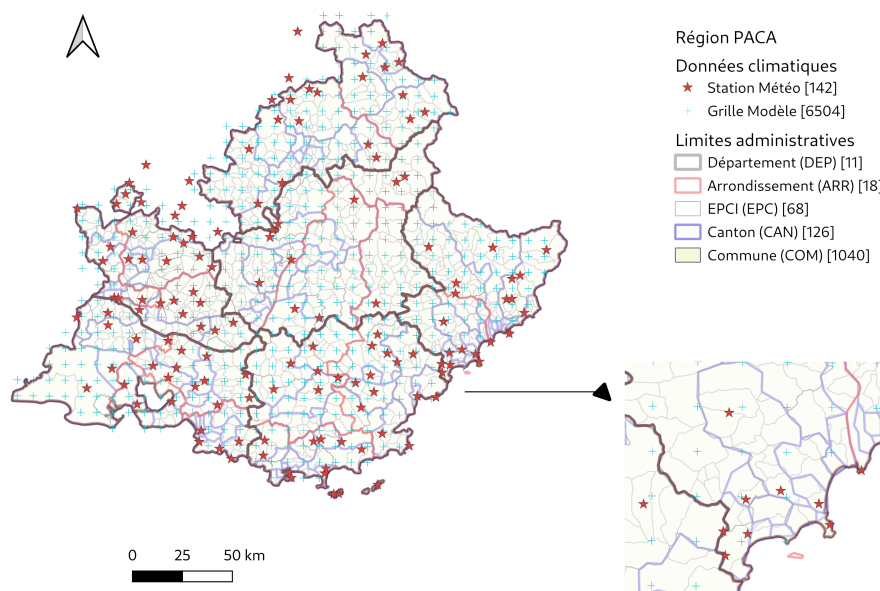 Région PACA
Données climatiques
Station Météo [142]
Grille Modèle [6504]
Limites administratives
Département (DEP) [11]
Arrondissement (ARR) [18]
EPCI (EPC) [68]
Canton (CAN) [126]
Commune (COM) [1040]
0 25 50 km